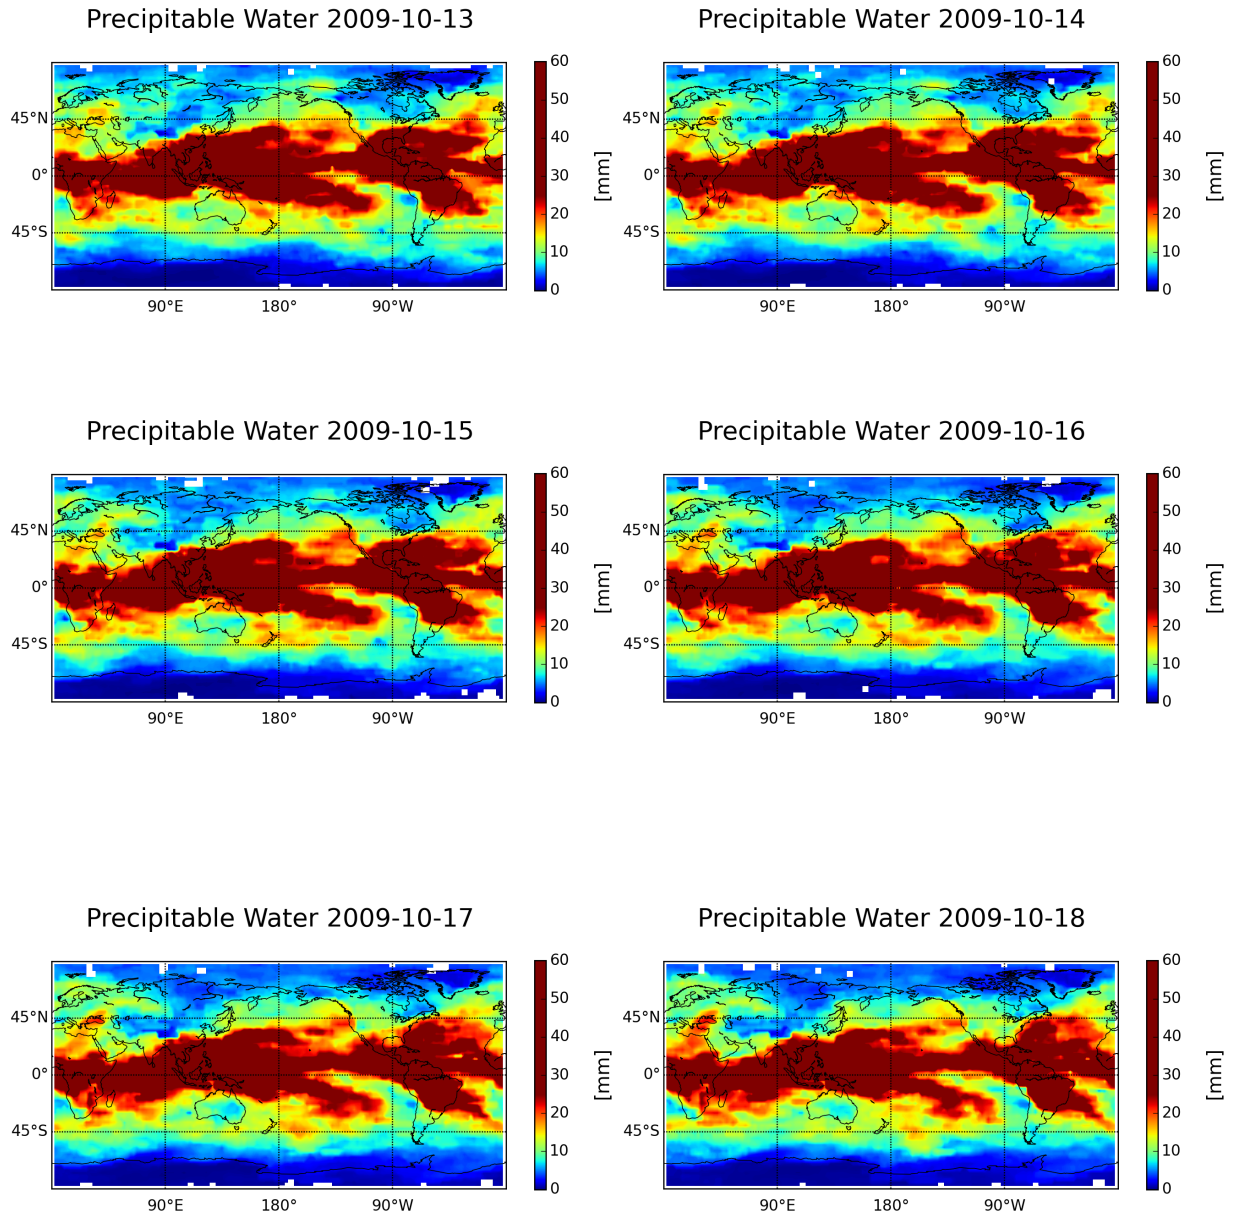 Precipitable Water 2009-10-13
45°N
0°
45°S
90°E 180° 90°W
60
50
40
30
20
10
0
[mm]
Precipitable Water 2009-10-14
45°N
0°
45°S
90°E 180° 90°W
60
50
40
30
20
10
0
[mm]
Precipitable Water 2009-10-15
45°N
0°
45°S
90°E 180° 90°W
60
50
40
30
20
10
0
[mm]
Precipitable Water 2009-10-16
45°N
0°
45°S
90°E 180° 90°W
60
50
40
30
20
10
0
[mm]
Precipitable Water 2009-10-17
45°N
0°
45°S
90°E 180° 90°W
60
50
40
30
20
10
0
[mm]
Precipitable Water 2009-10-18
45°N
0°
45°S
90°E 180° 90°W
60
50
40
30
20
10
0
[mm]